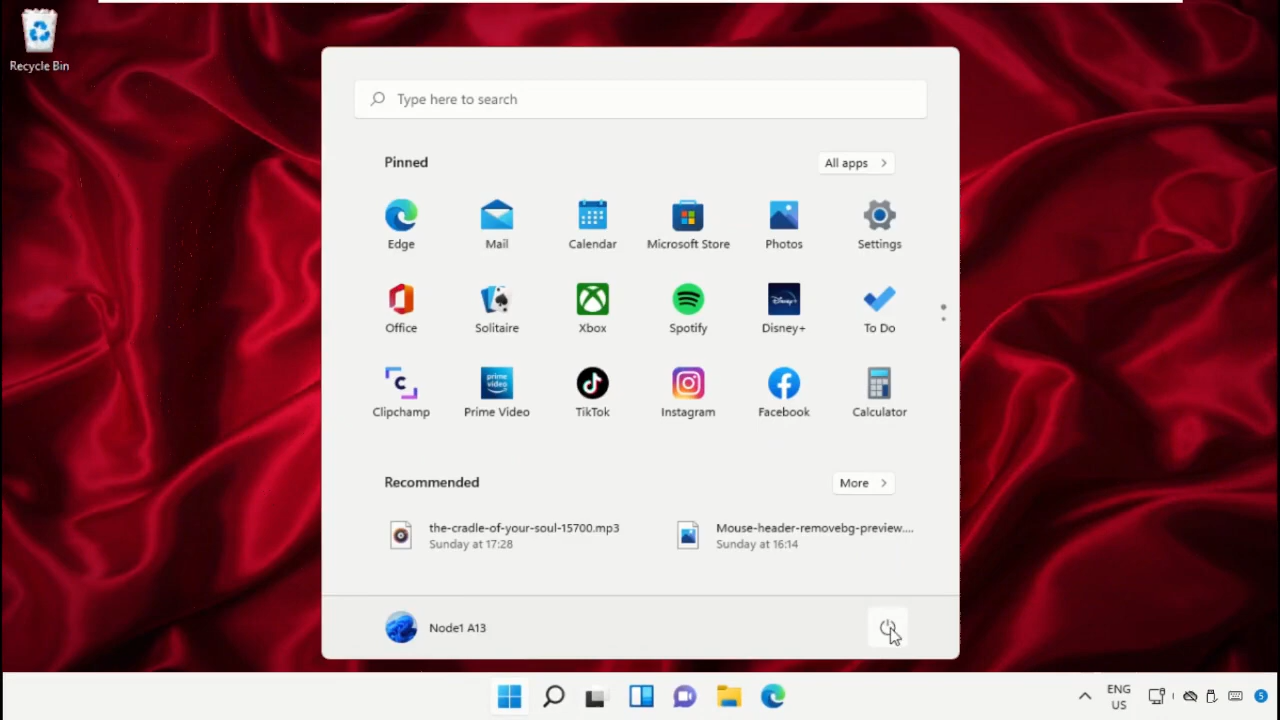 Recycle Bin
Type here to search
Pinned
All apps
Edge
Mail
Calendar
Microsoft Store
Photos
Settings
Office
Solitaire
Xbox
Spotify
Disney+
To Do
Clipchamp
Prime Video
TikTok
Instagram
Facebook
Calculator
Recommended
More
the-cradle-of-your-soul-15700.mp3
Sunday at 17:28
Mouse-header-removebg-preview....
Sunday at 16:14
Node1 A13
ENG
US
5